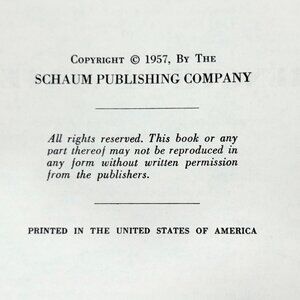 COPYRIGHT © 1957, BY THE
SCHAUM PUBLISHING COMPANY
All rights reserved. This book or any
part thereof may not be reproduced in
any form without written permission
from the publishers.
PRINTED IN THE UNITED STATES OF AMERICA